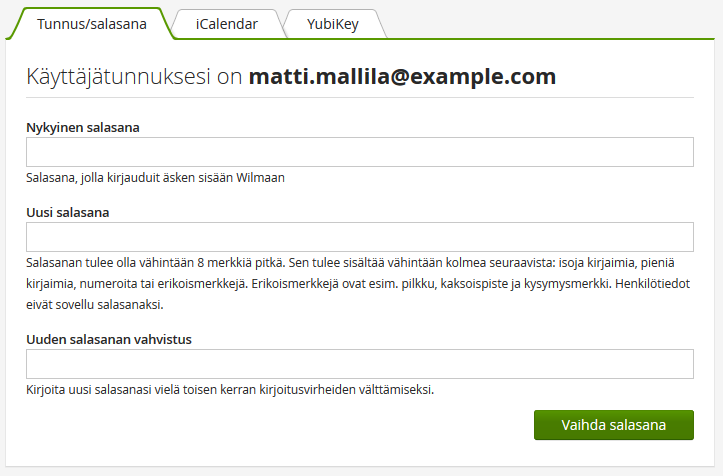 Tunnus/salasana
iCalendar
YubiKey
Käyttäjätunnuksesi on matti.mallila@example.com
Nykyinen salasana
Salasana, jolla kirjauduit äsken sisään Wilmaan
Uusi salasana
Salasanan tulee olla vähintään 8 merkkiä pitkä. Sen tulee sisältää vähintään kolmea seuraavista: isoja kirjaimia, pieniä
kirjaimia, numeroita tai erikoismerkkejä. Erikoismerkkejä ovat esim. pilkku, kaksoispiste ja kysymysmerkki. Henkilötiedot
eivät sovellu salasanaksi.
Uuden salasanan vahvistus
Kirjoita uusi salasanasi vielä toisen kerran kirjoitusvirheiden välttämiseksi.
Vaihda salasana